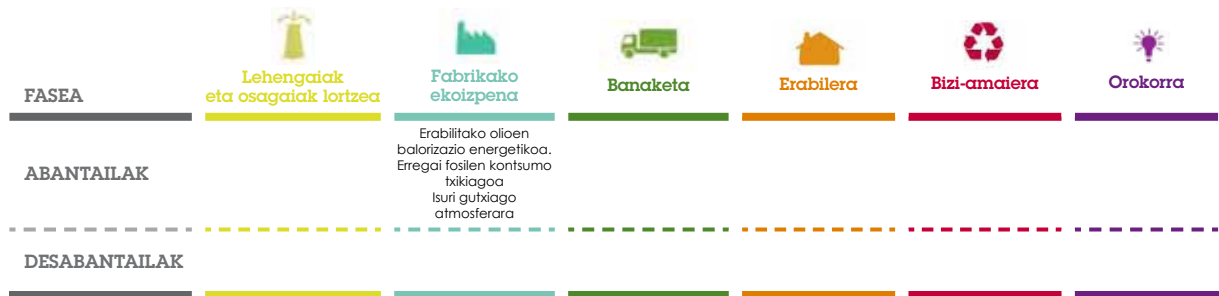 FASEA
Lehengaiak
eta osagaiak lortzea
Fabrikako
ekoizpena
Banaketa
Erabilera
Bizi-amaiera
Orokorra
ABANTAILAK
Erabilitako olioen
balorizazio energetikoa.
Erregai fosilen kontsumo
txikiagoa
Isuri gutxiago
atmosferara
DESABANTAILAK